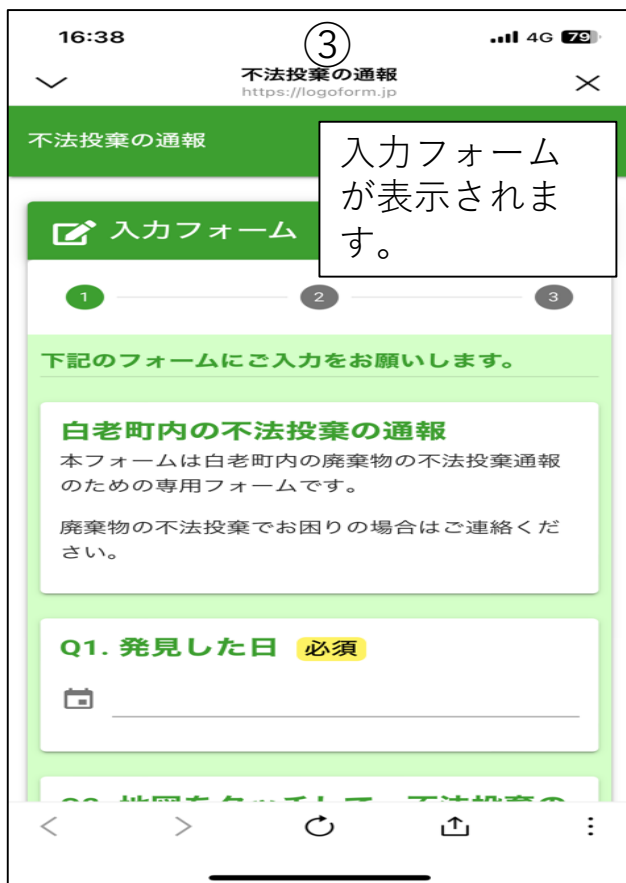 16:38
③
4G 79
不法投棄の通報
https://logoform.jp
不法投棄の通報
入力フォーム
が表示されま
す。
入力フォーム
1
2
3
下記のフォームにご入力をお願いします。
白老町内の不法投棄の通報
本フォームは白老町内の廃棄物の不法投棄通報
のための専用フォームです。
廃棄物の不法投棄でお困りの場合はご連絡くだ
さい。
Q1. 発見した日 必須